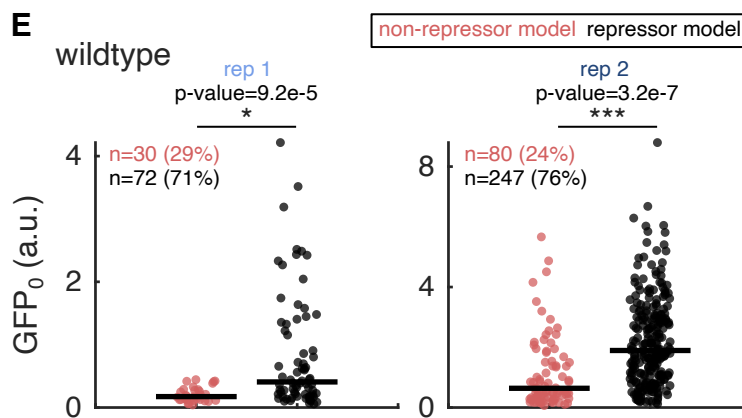 E
wildtype
non-repressor model repressor model
rep 1
p-value=9.2e-5
*
n=30 (29%)
n=72 (71%)
GFP₀ (a.u.)
4
2
0
rep 2
p-value=3.2e-7
***
n=80 (24%)
n=247 (76%)
8
4
0